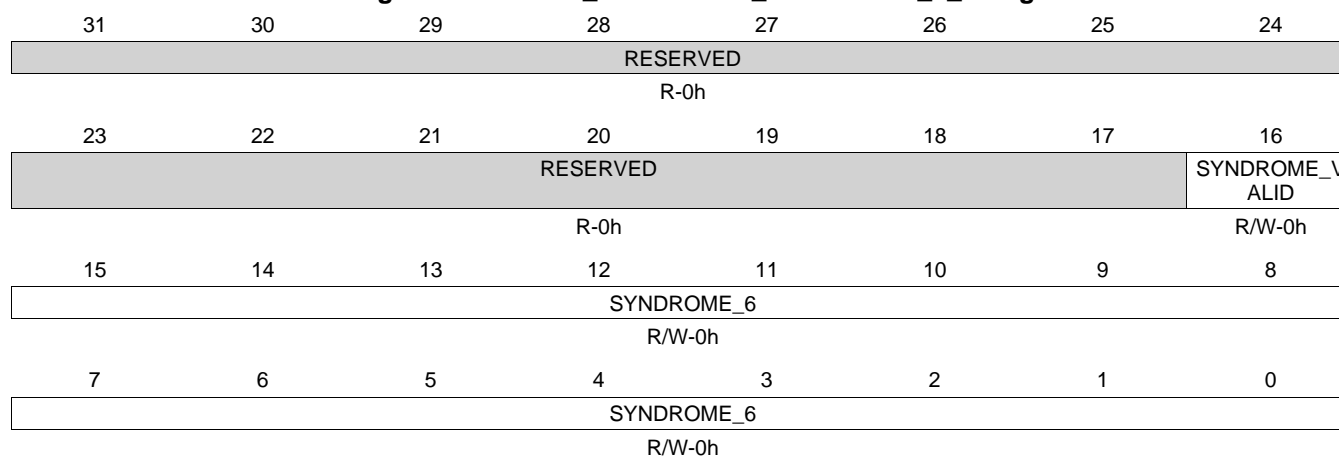 31 30 29 28 27 26 25 24
RESERVED
R-0h
23 22 21 20 19 18 17 16
RESERVED SYNDROME_V
ALID
R-0h R/W-0h
15 14 13 12 11 10 9 8
SYNDROME_6
R/W-0h
7 6 5 4 3 2 1 0
SYNDROME_6
R/W-0h